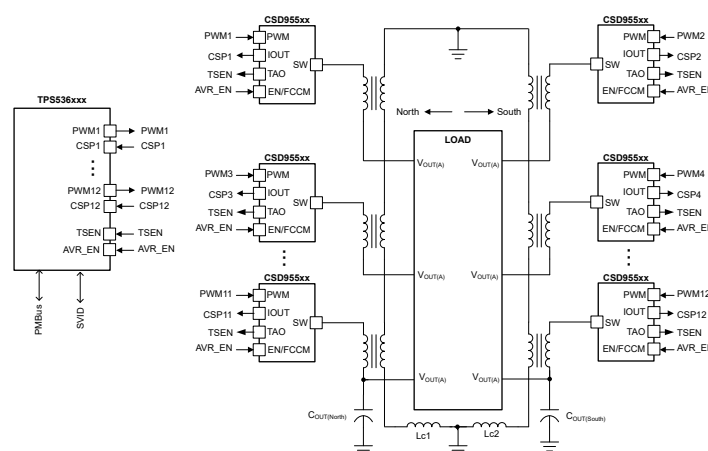 TPS536xxx
PWM1 PWM1
CSP1 CSP1
PWM12 PWM12
CSP12 CSP12
TSEN TSEN
AVR_EN AVR_EN
PMBus
SVID
CSD955xx
PWM1 PWM
CSP1 IOUT
TSEN TAO
AVR_EN EN/FCCM
SW
CSD955xx
PWM PWM2
IOUT CSP2
TAO TSEN
EN/FCCM AVR_E
SW
North South
LOAD
VOUT(A) VOUT(A)
CSD955xx
PWM3 PWM
CSP3 IOUT
TSEN TAO
AVR_EN EN/FCCM
SW
CSD955xx
PWM PWM4
IOUT CSP4
TAO TSEN
EN/FCCM AVR_E
SW
VOUT(A) VOUT(A)
CSD955xx
PWM11 PWM
CSP11 IOUT
TSEN TAO
AVR_EN EN/FCCM
SW
CSD955xx
PWM PWM12
IOUT CSP12
TAO TSEN
EN/FCCM AVR_E
SW
VOUT(A) VOUT(A)
COUT(North) COUT(South)
Lc1 Lc2